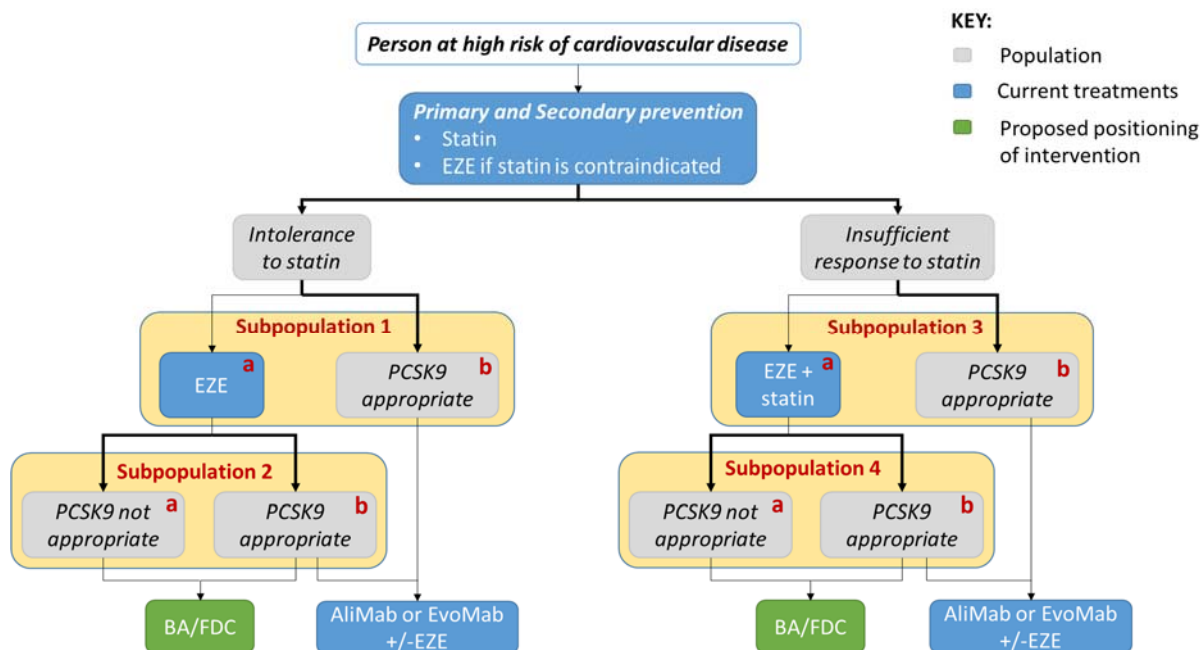 Person at high risk of cardiovascular disease
KEY:
Population
Current treatments
Proposed positioning
of intervention
Primary and Secondary prevention
• Statin
• EZE if statin is contraindicated
Intolerance
to statin
Insufficient
response to statin
Subpopulation 1
a
EZE
b
PCSK9
appropriate
Subpopulation 3
a
EZE +
statin
b
PCSK9
appropriate
Subpopulation 2
a
PCSK9 not
appropriate
b
PCSK9
appropriate
Subpopulation 4
a
PCSK9 not
appropriate
b
PCSK9
appropriate
BA/FDC
AliMab or EvoMab
+/-EZE
BA/FDC
AliMab or EvoMab
+/-EZE